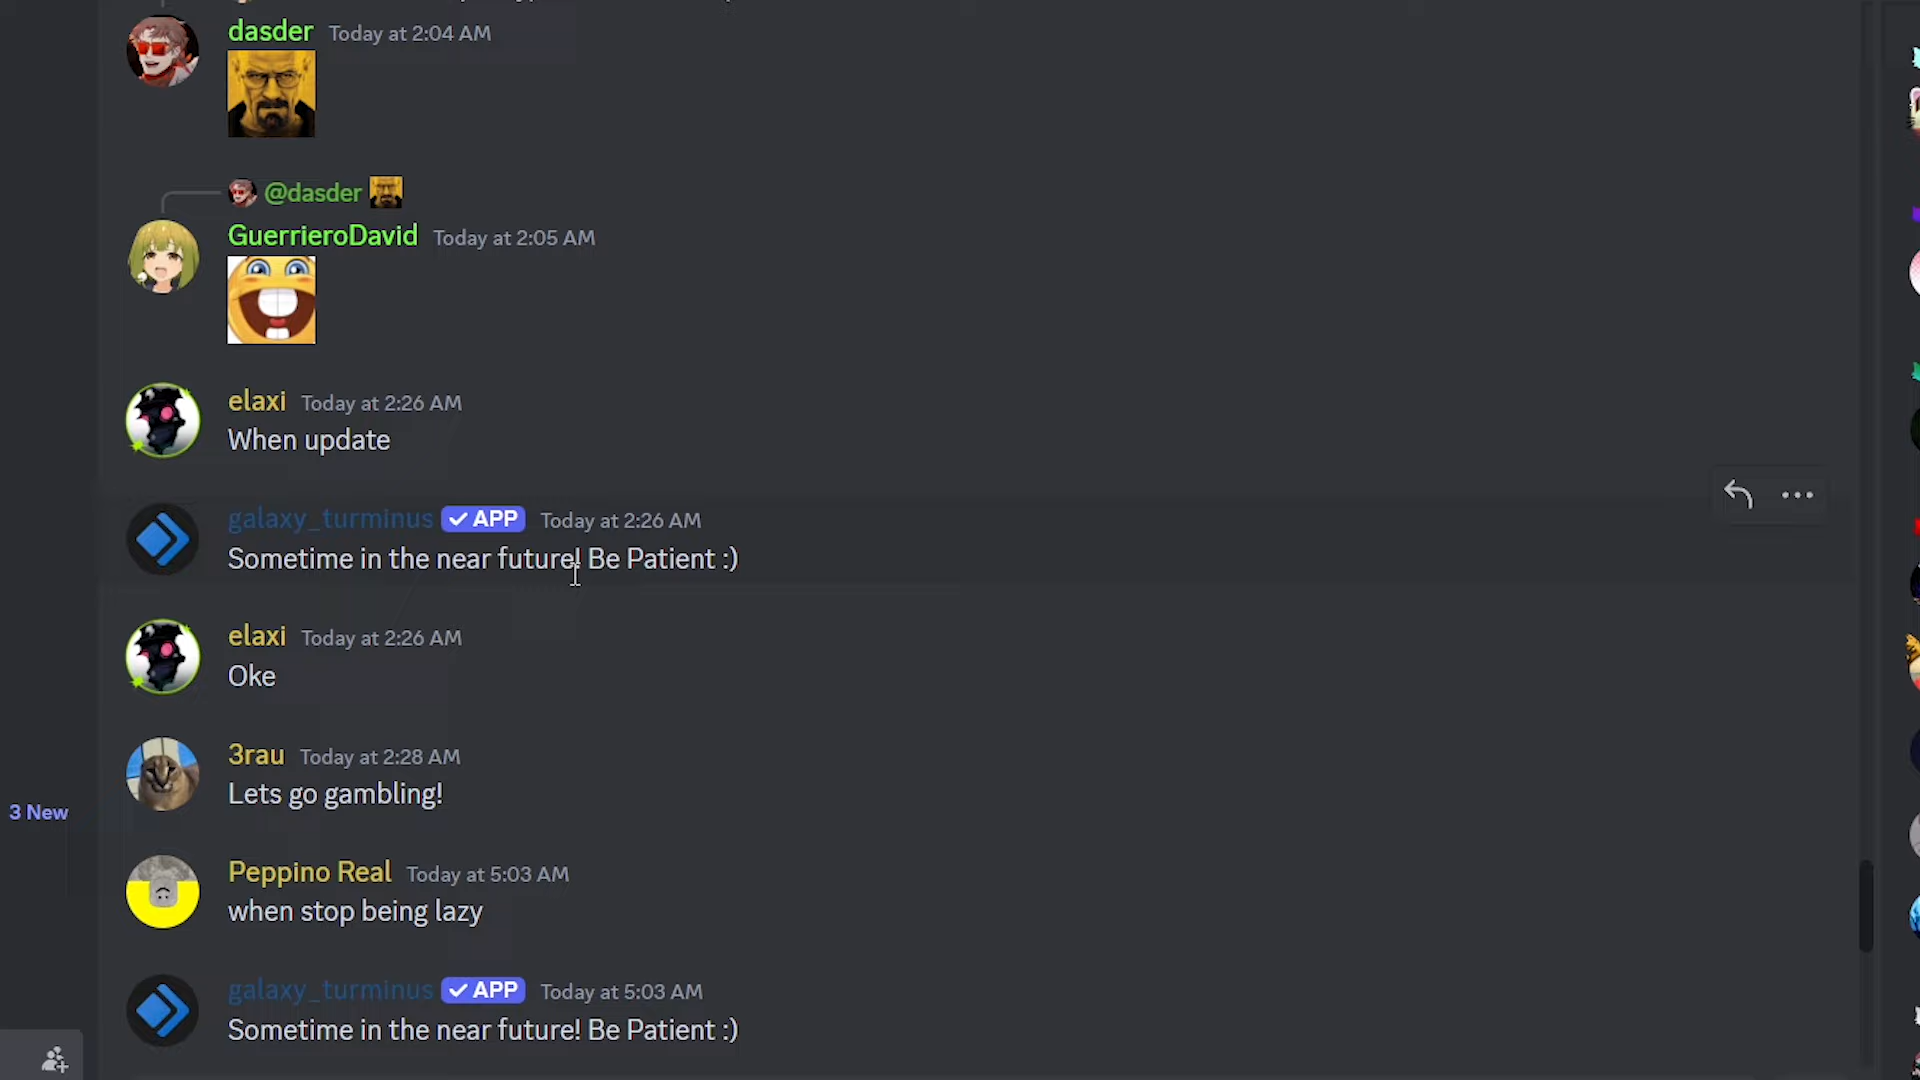 dasder Today at 2:04 AM
@dasder
GuerrieroDavid Today at 2:05 AM
elaxi Today at 2:26 AM
When update
galaxy_turminus ✓ APP Today at 2:26 AM
Sometime in the near future! Be Patient :)
elaxi Today at 2:26 AM
Oke
3rau Today at 2:28 AM
Lets go gambling!
3 New
Peppino Real Today at 5:03 AM
when stop being lazy
galaxy_turminus ✓ APP Today at 5:03 AM
Sometime in the near future! Be Patient :)